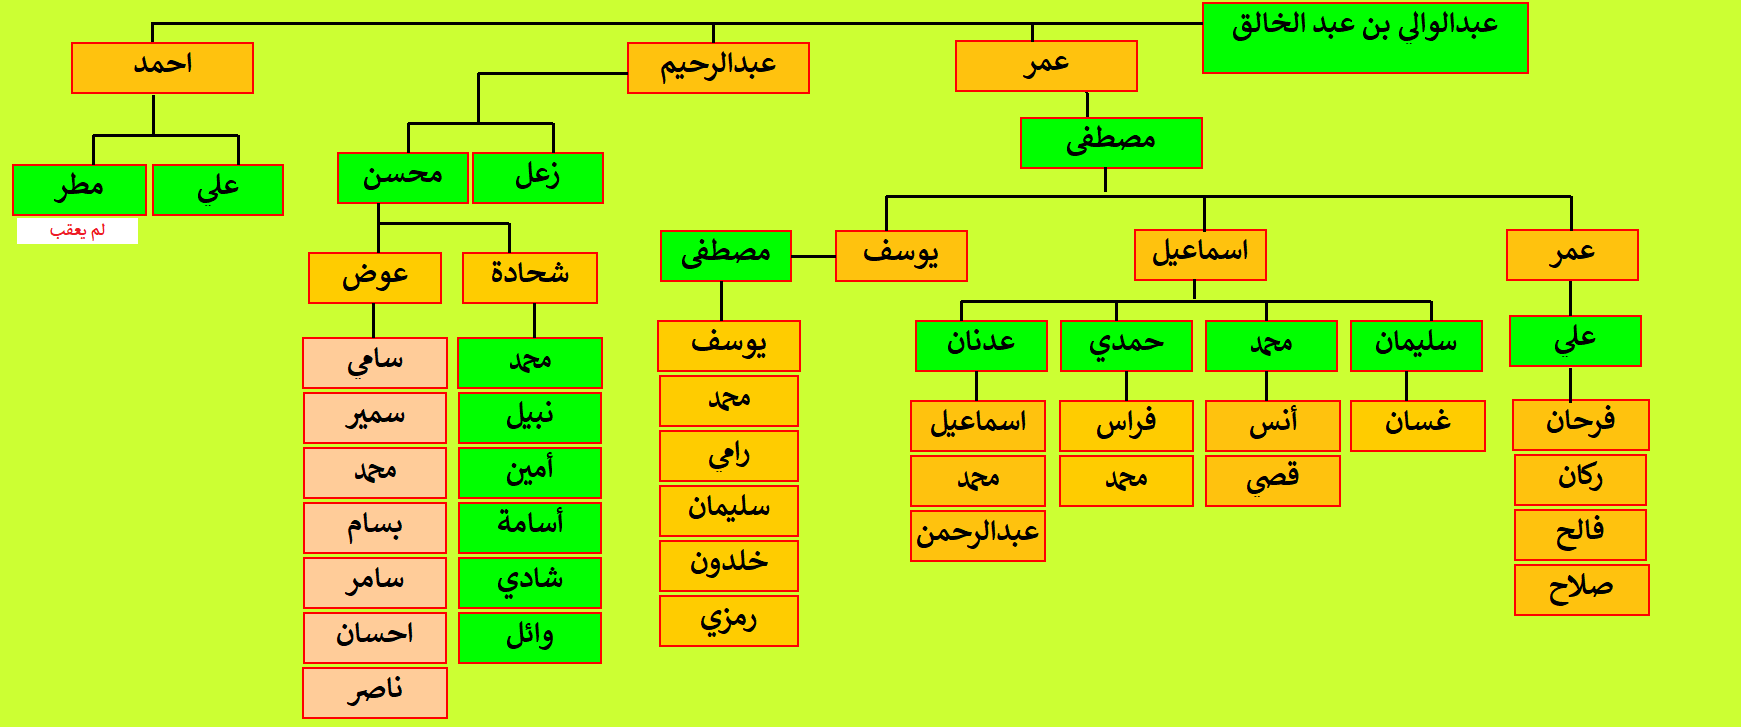 عبدالوالي بن عبد الخالق
عمر
عبدالرحيم
احمد
مصطفى
زعل
محسن
علي
مطر
لم يعقب
عمر
اسماعيل
يوسف
مصطفى
شحادة
عوض
علي
سليمان
محمد
حمدي
عدنان
يوسف
محمد
سامي
فرحان
غسان
أنس
فراس
اسماعيل
محمد
نبيل
سمير
ركان
قصي
محمد
محمد
رامي
أمين
محمد
فالح
عبدالرحمن
سليمان
أسامة
بسام
صلاح
خلدون
شادي
سامر
رمزي
وائل
احسان
ناصر